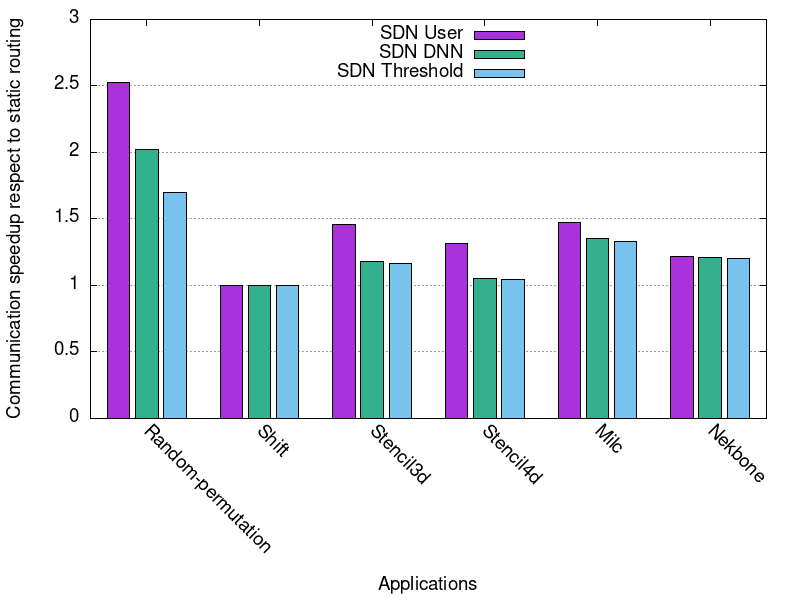 Communication speedup respect to static routing
3
2.5
2
1.5
1
0.5
0
SDN User
SDN DNN
SDN Threshold
Random-permutation
Shift
Stencil3d
Stencil4d
Milc
Nekbone
Applications